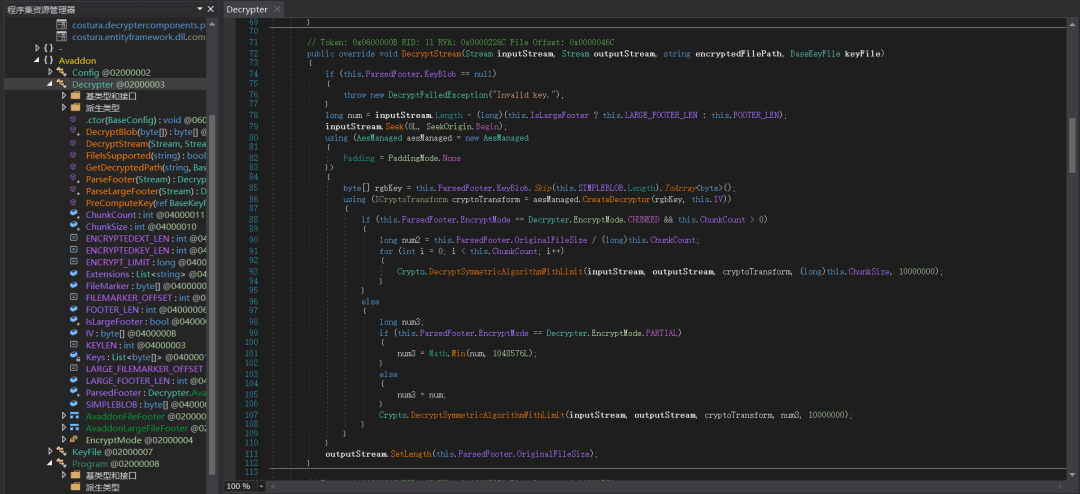 程序集资源管理器
costura.decryptercomponents.p
costura.entityframework.dll.com
{ } -
{ } Avaddon
Config @02000002
Decrypter @02000003
基类型和接口
派生类型
.ctor(BaseConfig) : void @060
DecryptBlob(byte[]) : byte[] @
DecryptStream(Stream, Strea
FileIsSupported(string) : bool
GetDecryptedPath(string, Bas
ParseFooter(Stream) : Decryp
ParseLargeFooter(Stream) : D
PreComputeKey(ref BaseKeyF
ChunkCount : int @04000011
ChunkSize : int @04000010
ENCRYPTEDEXT_LEN : int @04
ENCRYPTEDKEY_LEN : int @04
ENCRYPT_LIMIT : long @0400
Extensions : List<string> @040
FileMarker : byte[] @04000
FILEMARKER_OFFSET : int @0
FOOTER_LEN : int @04000006
IsLargeFooter : bool @040000
IV : byte[] @0400000B
KEYLEN : int @04000003
Keys : List<byte[]> @040000
LARGE_FILEMARKER_OFFSET
LARGE_FOOTER_LEN : int @04
ParsedFooter : Decrypter.Ava
SIMPLEBLOB : byte[] @04000
AvaddonFileFooter @020000
AvaddonLargeFileFooter @02
EncryptMode @02000004
KeyFile @02000007
Program @02000008
基类型和接口
派生类型
Decrypter
69 }
70
71 // Token: 0x0600000B RID: 11 RVA: 0x0000226C File Offset: 0x0000046C
72 public override void DecryptStream(Stream inputStream, Stream outputStream, string encryptedFilePath, BaseKeyFile keyFile)
73 {
74 if (this.ParsedFooter.KeyBlob == null)
75 {
76 throw new DecryptFailedException("Invalid key.");
77 }
78 long num = inputStream.Length - (long)(this.IsLargeFooter ? this.LARGE_FOOTER_LEN : this.FOOTER_LEN);
79 inputStream.Seek(0L, SeekOrigin.Begin);
80 using (AesManaged aesManaged = new AesManaged
81 {
82 Padding = PaddingMode.None
83 })
84 {
85 byte[] rgbKey = this.ParsedFooter.KeyBlob.Skip(this.SIMPLEBLOB.Length).ToArray<byte>();
86 using (ICryptoTransform cryptoTransform = aesManaged.CreateDecryptor(rgbKey, this.IV))
87 {
88 if (this.ParsedFooter.EncryptMode == Decrypter.EncryptMode.CHUNKED && this.ChunkCount > 0)
89 {
90 long num2 = this.ParsedFooter.OriginalFileSize / (long)this.ChunkCount;
91 for (int i = 0; i < this.ChunkCount; i++)
92 {
93 Crypto.DecryptSymmetricAlgorithmWithLimit(inputStream, outputStream, cryptoTransform, (long)this.ChunkSize, 10000000);
94 }
95 }
96 else
97 {
98 long num3;
99 if (this.ParsedFooter.EncryptMode == Decrypter.EncryptMode.PARTIAL)
100 {
101 num3 = Math.Min(num, 1048576L);
102 }
103 else
104 {
105 num3 = num;
106 }
107 Crypto.DecryptSymmetricAlgorithmWithLimit(inputStream, outputStream, cryptoTransform, num3, 10000000);
108 }
109 }
110 }
111 outputStream.SetLength(this.ParsedFooter.OriginalFileSize);
112 }
113
100 %